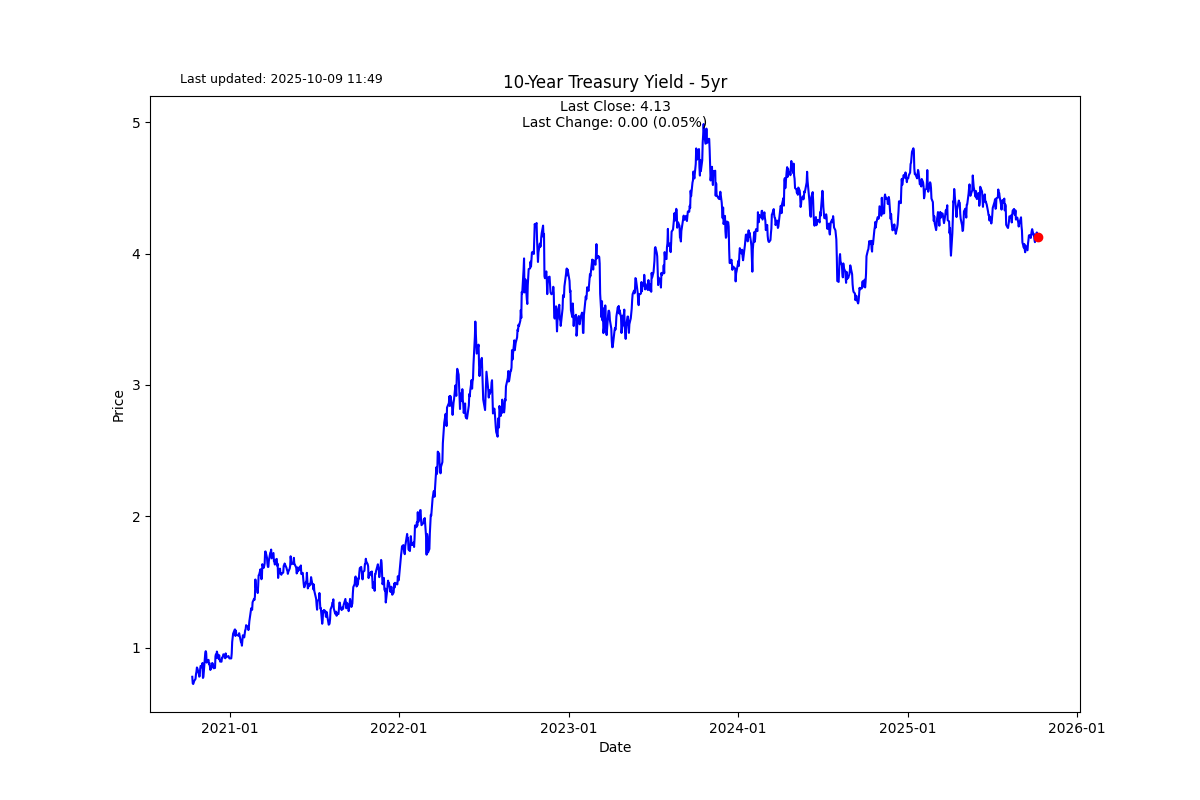 Last updated: 2025-10-09 11:49
10-Year Treasury Yield - 5yr
Last Close: 4.13
Last Change: 0.00 (0.05%)
5
4
3
2
1
Price
2021-01
2022-01
2023-01
2024-01
2025-01
2026-01
Date